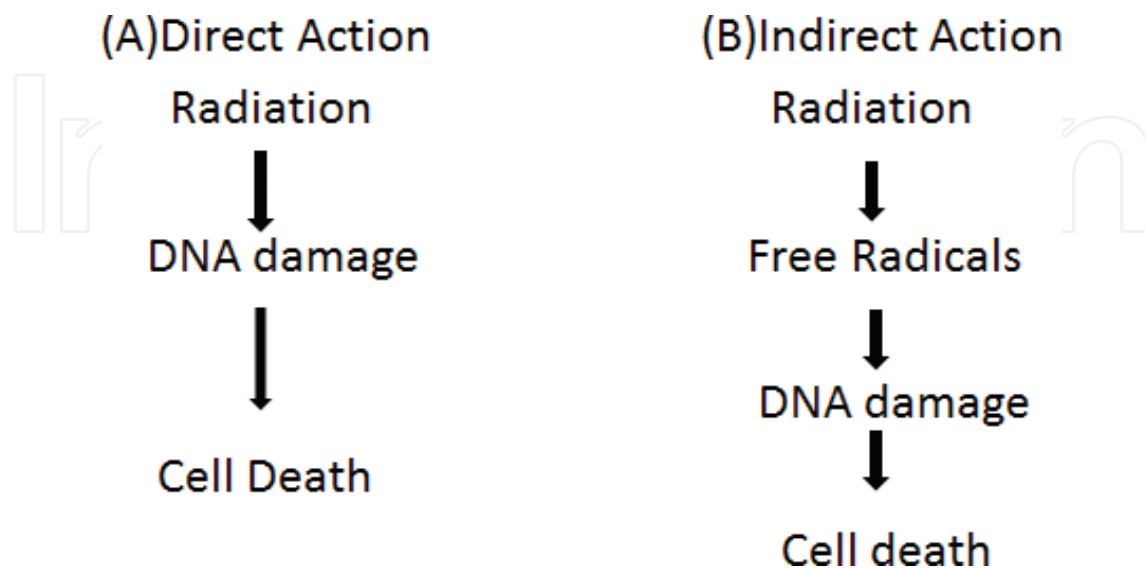 (A)Direct Action
Radiation
DNA damage
Cell Death
(B)Indirect Action
Radiation
Free Radicals
DNA damage
Cell death